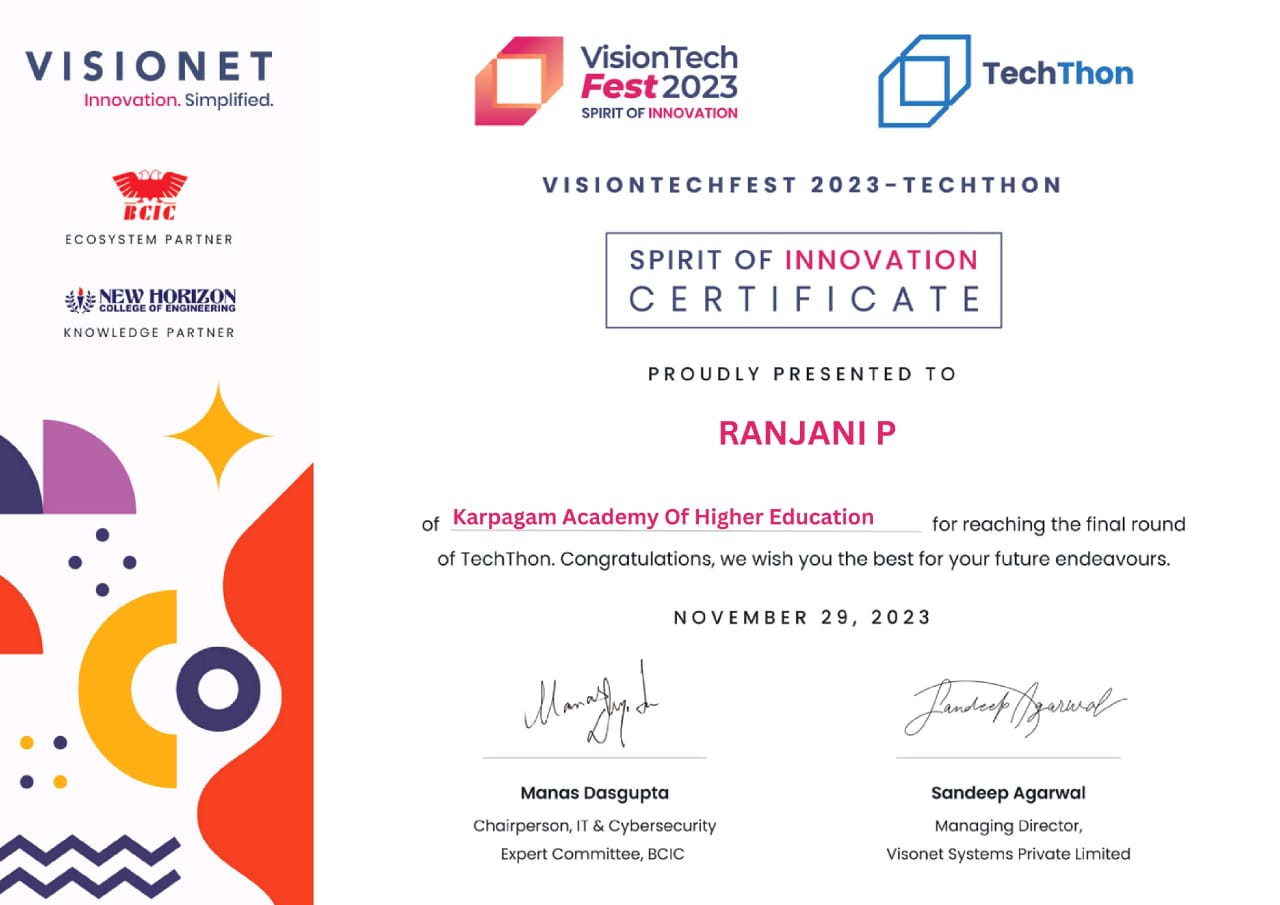 VISIONET
Innovation. Simplified.
BCIC
ECOSYSTEM PARTNER
NEW HORIZON
COLLEGE OF ENGINEERING
KNOWLEDGE PARTNER
VisionTech
Fest 2023
SPIRIT OF INNOVATION
TechThon
VISIONTECHFEST 2023-TECHTHON
SPIRIT OF INNOVATION
CERTIFICATE
PROUDLY PRESENTED TO
RANJANI P
of Karpagam Academy Of Higher Education for reaching the final round
of TechThon. Congratulations, we wish you the best for your future endeavours.
NOVEMBER 29, 2023
Sandeep Agarwal
Manas Dasgupta
Chairperson, IT & Cybersecurity
Expert Committee, BCIC
Sandeep Agarwal
Managing Director,
Visonet Systems Private Limited